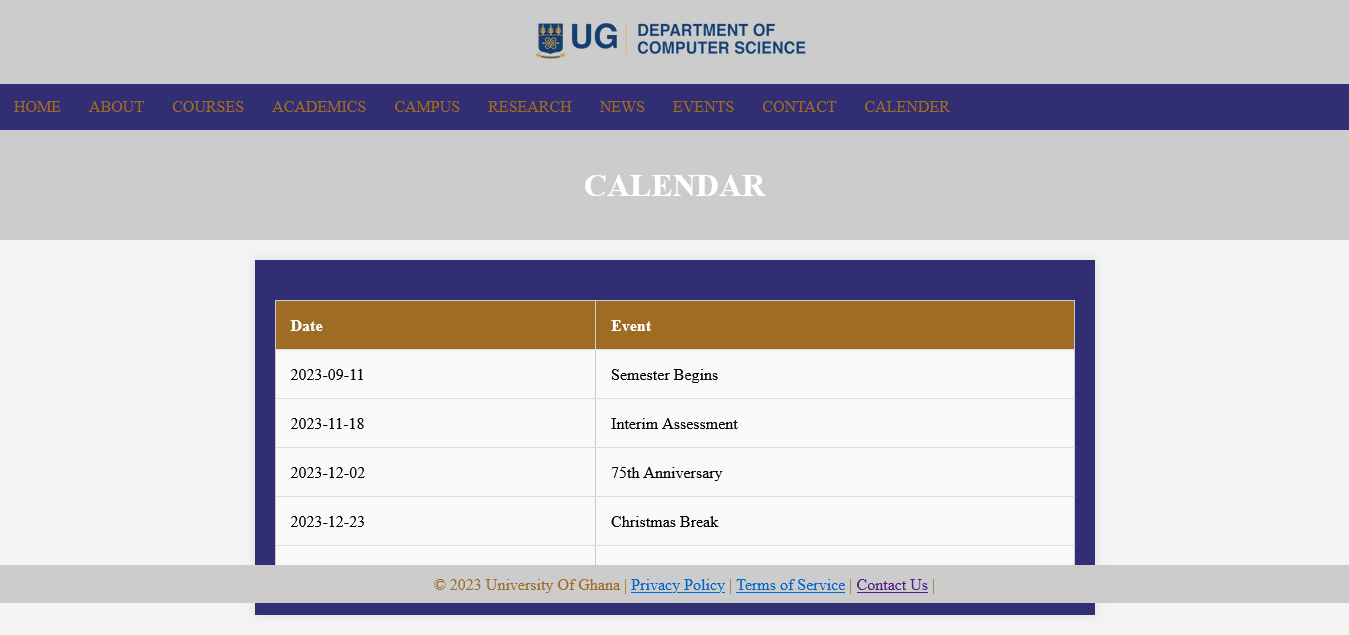 UG
DEPARTMENT OF
COMPUTER SCIENCE
HOME ABOUT COURSES ACADEMICS CAMPUS RESEARCH NEWS EVENTS CONTACT CALENDER
CALENDAR
Date Event
2023-09-11 Semester Begins
2023-11-18 Interim Assessment
2023-12-02 75th Anniversary
2023-12-23 Christmas Break
© 2023 University Of Ghana | Privacy Policy | Terms of Service | Contact Us |